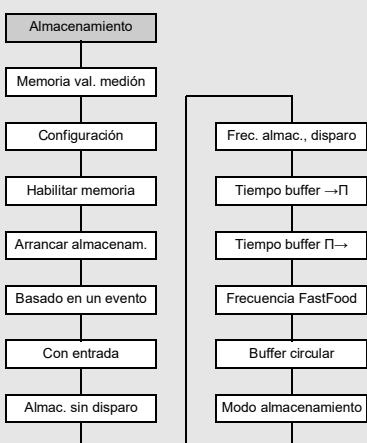 Almacenamiento
Memoria val. medión
Configuración
Habilitar memoria
Arrancar almacenam.
Basado en un evento
Con entrada
Almac. sin disparo
Frec. almac., disparo
Tiempo buffer →Π
Tiempo buffer Π→
Frecuencia FastFood
Buffer circular
Modo almacenamiento